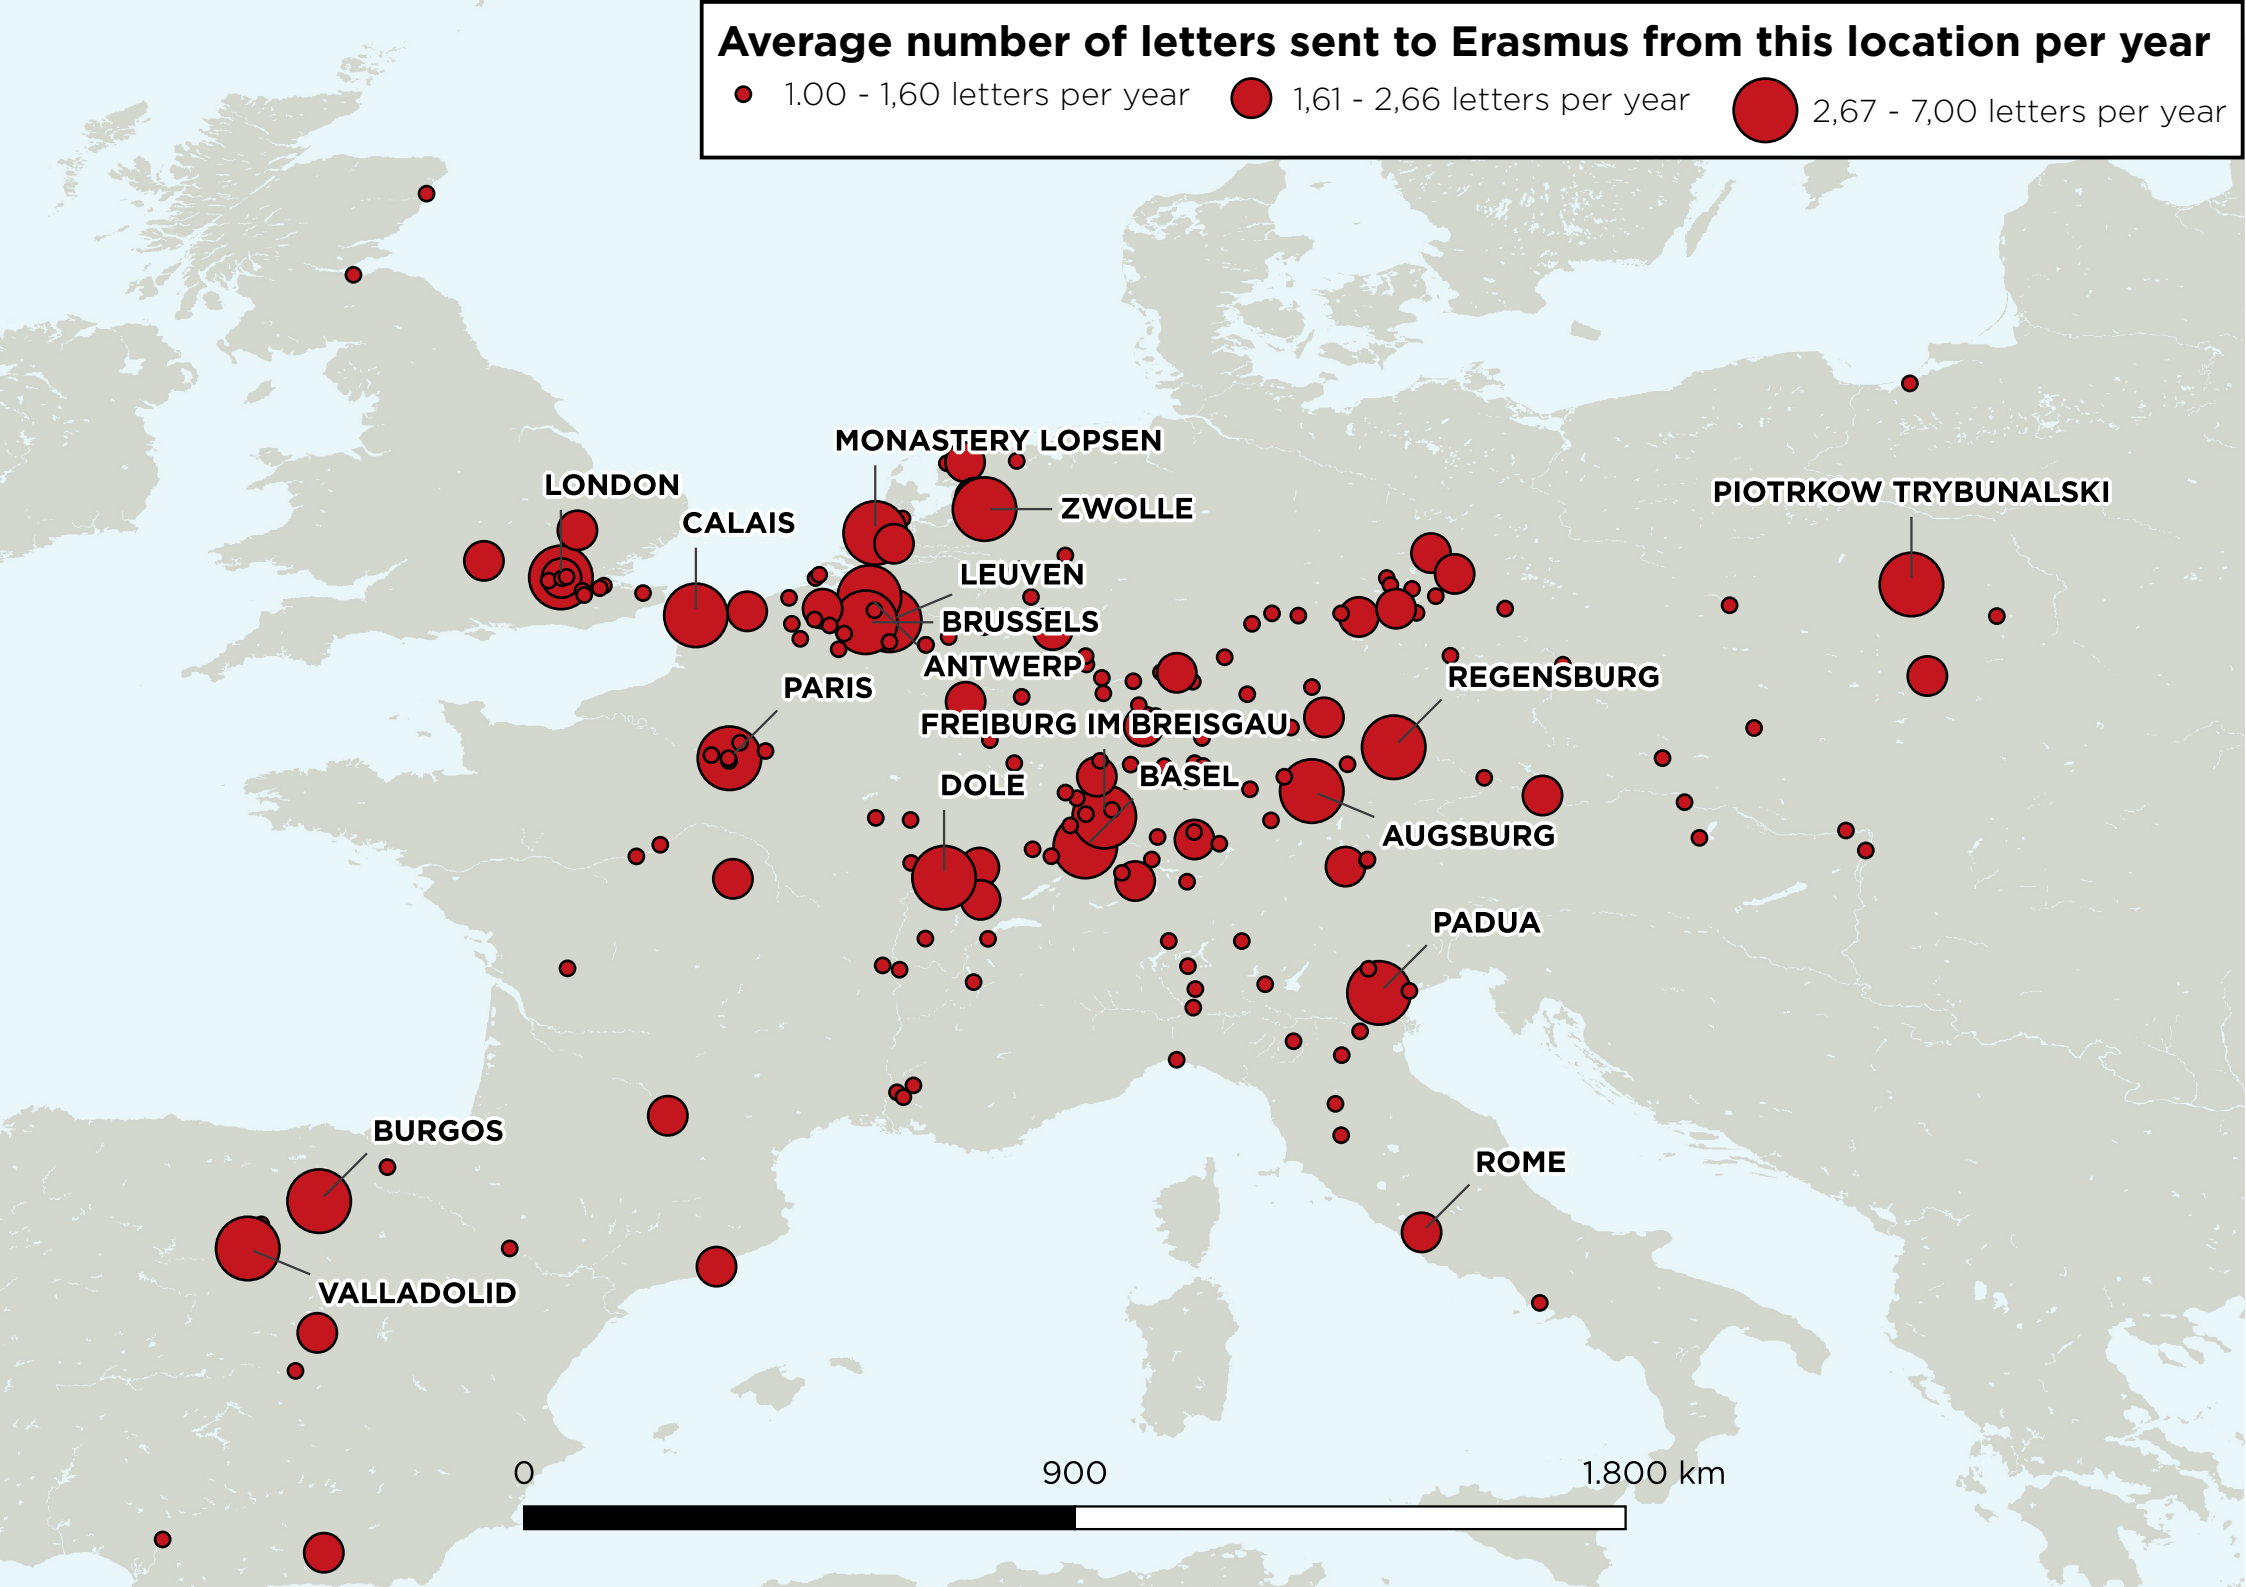 Average number of letters sent to Erasmus from this location per year
1.00 - 1,60 letters per year
1,61 - 2,66 letters per year
2,67 - 7,00 letters per year
MONASTERY LOPSEN
LONDON
PIOTRKOW TRYBUNALSKI
ZWOLLE
CALAIS
LEUVEN
BRUSSELS
ANTWERP
REGENSBURG
PARIS
FREIBURG IM BREISGAU
BASEL
DOLE
AUGSBURG
PADUA
BURGOS
ROME
VALLADOLID
0 900 1.800 km